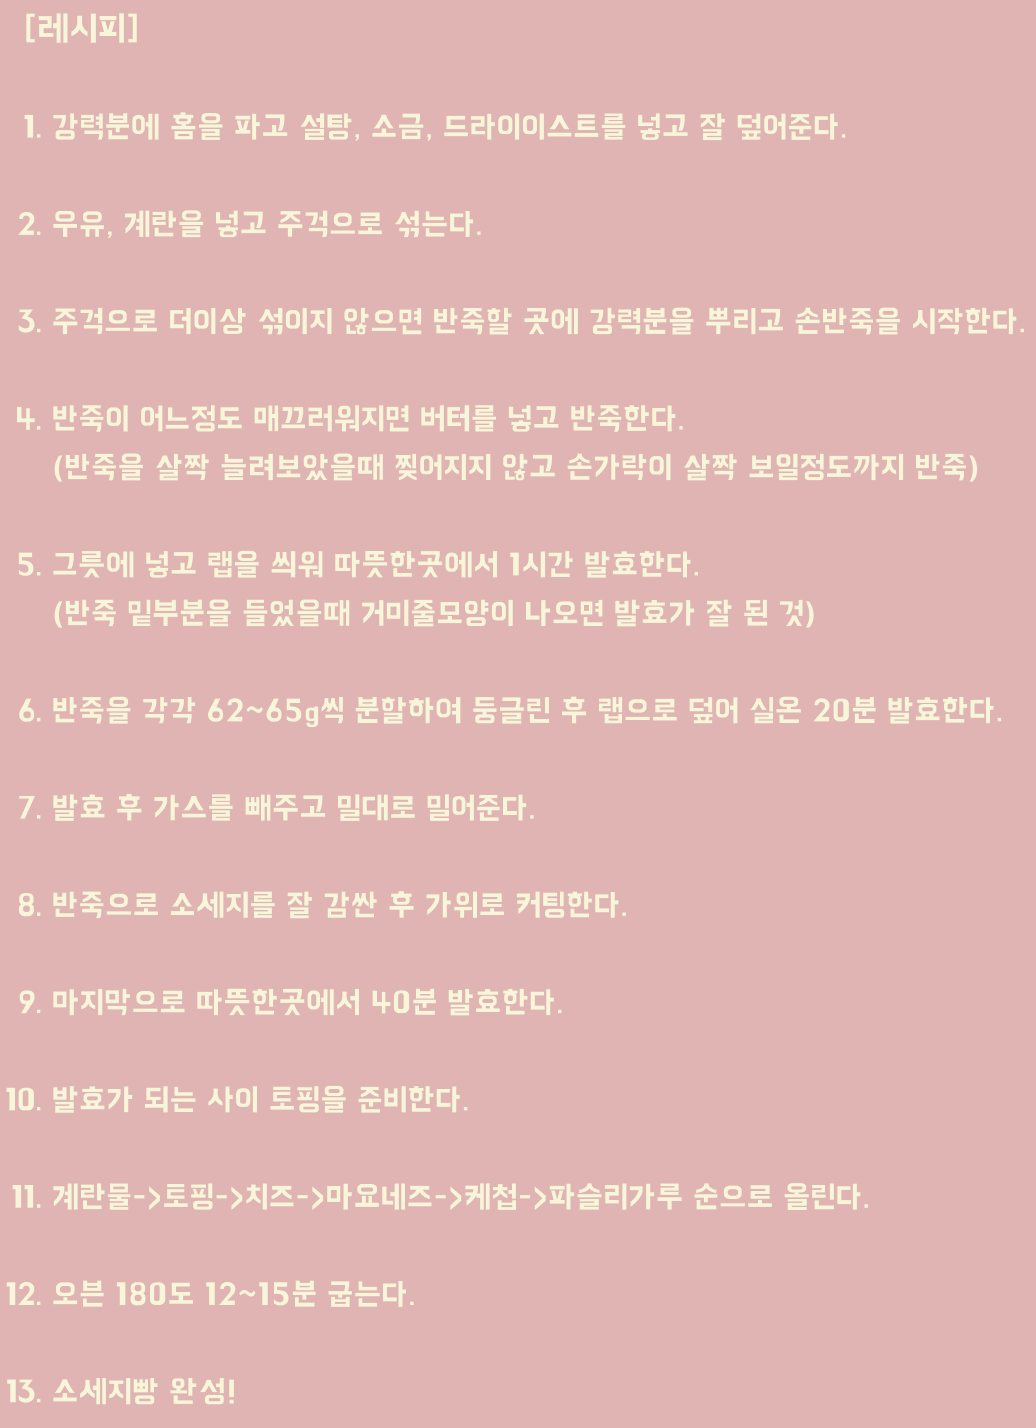 [레시피]
1. 강력분에 홈을 파고 설탕, 소금, 드라이이스트를 넣고 잘 덮어준다.
2. 우유, 계란을 넣고 주걱으로 섞는다.
3. 주걱으로 더이상 섞이지 않으면 반죽할 곳에 강력분을 뿌리고 손반죽을 시작한다.
4. 반죽이 어느정도 매끄러워지면 버터를 넣고 반죽한다.
(반죽을 살짝 늘려보았을때 찢어지지 않고 손가락이 살짝 보일정도까지 반죽)
5. 그릇에 넣고 랩을 씌워 따뜻한곳에서 1시간 발효한다.
(반죽 밑부분을 들었을때 거미줄모양이 나오면 발효가 잘 된 것)
6. 반죽을 각각 62~65g씩 분할하여 둥글린 후 랩으로 덮어 실온 20분 발효한다.
7. 발효 후 가스를 빼주고 밀대로 밀어준다.
8. 반죽으로 소세지를 잘 감싼 후 가위로 커팅한다.
9. 마지막으로 따뜻한곳에서 40분 발효한다.
10. 발효가 되는 사이 토핑을 준비한다.
11. 계란물->토핑->치즈->마요네즈->케첩->파슬리가루 순으로 올린다.
12. 오븐 180도 12~15분 굽는다.
13. 소세지빵 완성!